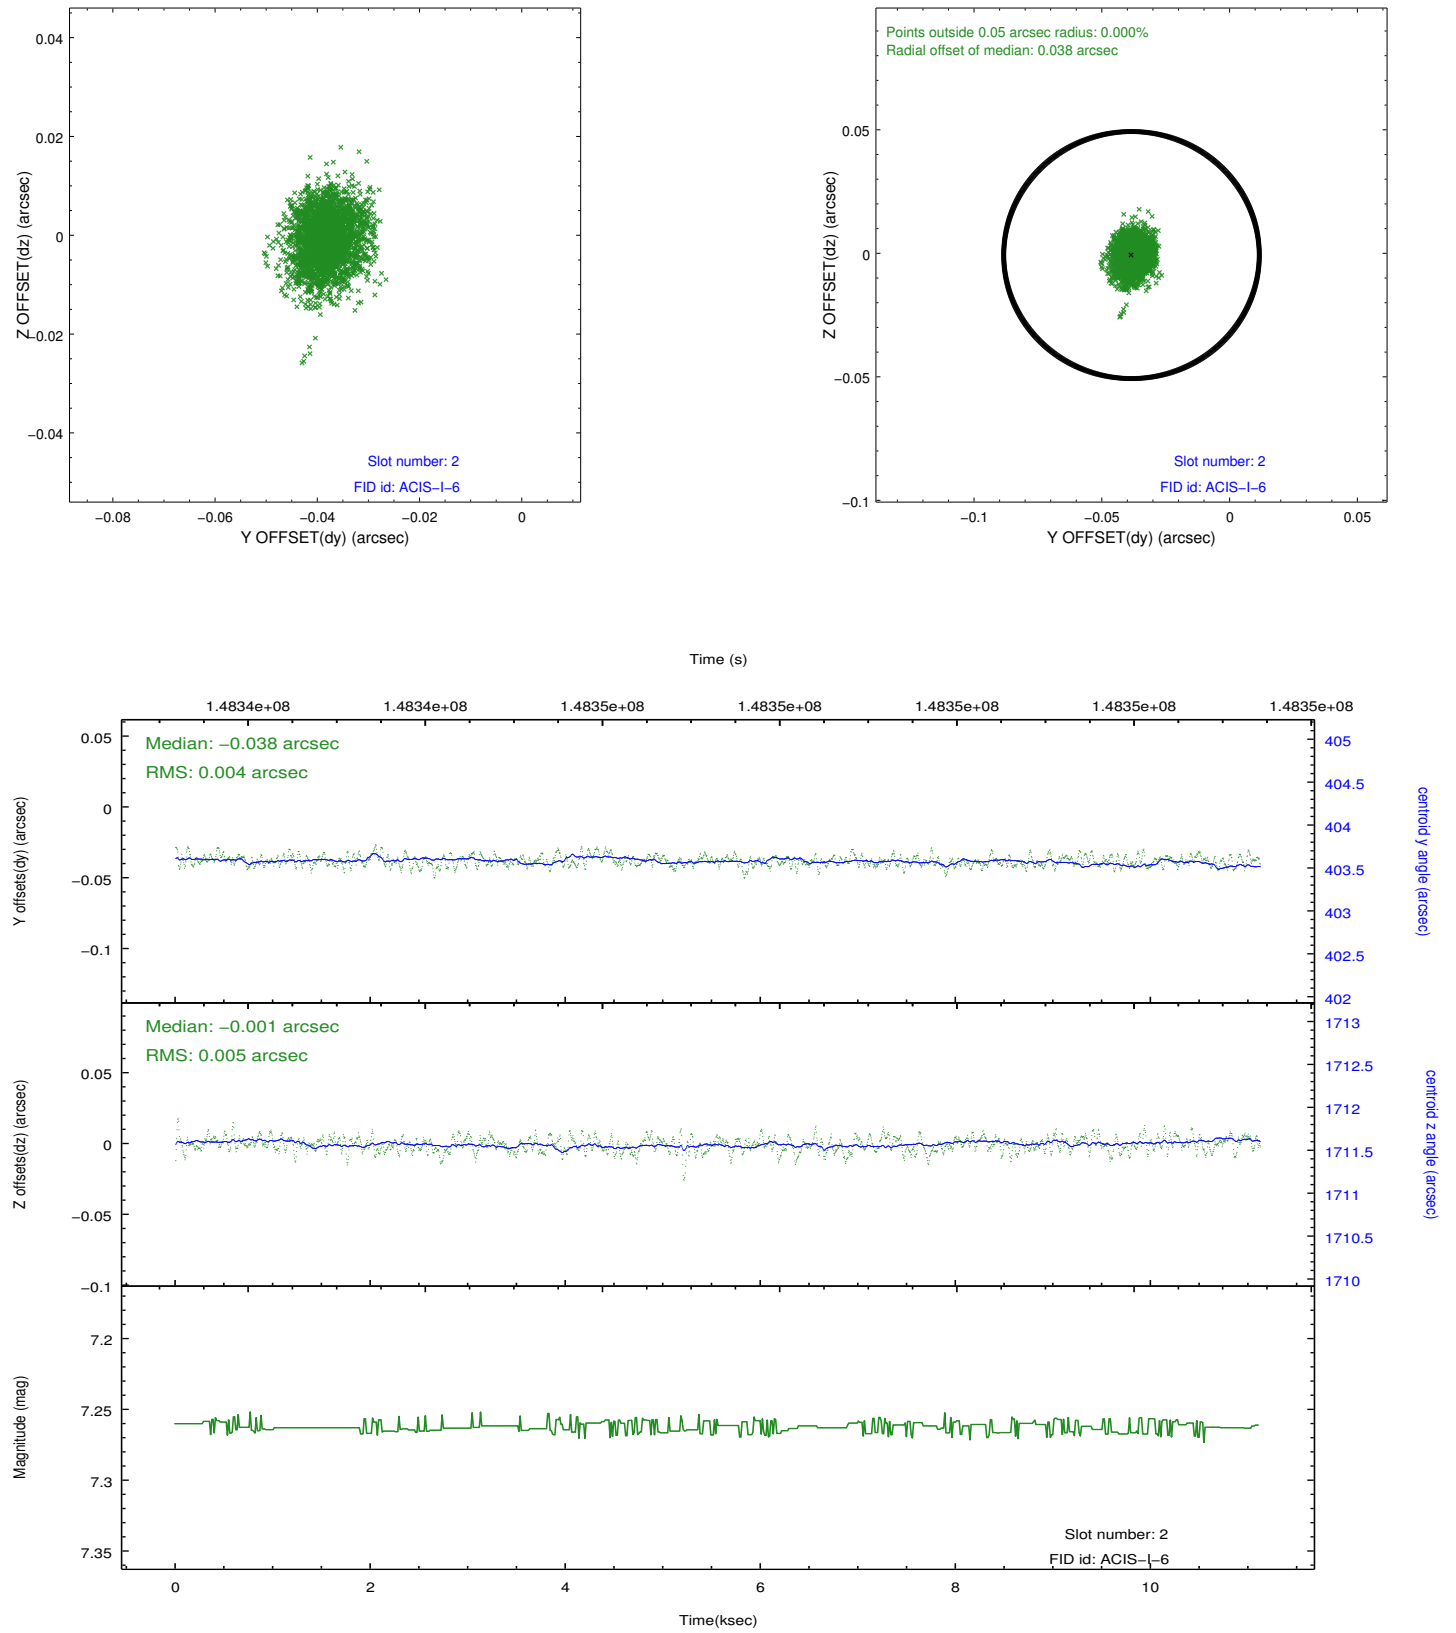 0.04
0.02
0
−0.02
−0.04
Z OFFSET(dz) (arcsec)
Slot number: 2
FID id: ACIS−I−6
−0.08 −0.06 −0.04 −0.02 0
Y OFFSET(dy) (arcsec)
Points outside 0.05 arcsec radius: 0.000%
Radial offset of median: 0.038 arcsec
0.05
0
−0.05
−0.1
Z OFFSET(dz) (arcsec)
Slot number: 2
FID id: ACIS−I−6
−0.1 −0.05 0 0.05
Y OFFSET(dy) (arcsec)
Time (s)
1.4834e+08 1.4834e+08 1.4835e+08 1.4835e+08 1.4835e+08 1.4835e+08 1.4835e+08
Median: −0.038 arcsec
RMS: 0.004 arcsec
0.05
0
−0.05
−0.1
Y offsets(dy) (arcsec)
405
404.5
404
403.5
403
402.5
402
centroid y angle (arcsec)
Median: −0.001 arcsec
RMS: 0.005 arcsec
0.05
0
−0.05
−0.1
Z offsets(dz) (arcsec)
1713
1712.5
1712
1711.5
1711
1710.5
1710
centroid z angle (arcsec)
7.2
7.25
7.3
7.35
Magnitude (mag)
Slot number: 2
FID id: ACIS−I−6
0 2 4 6 8 10
Time(ksec)